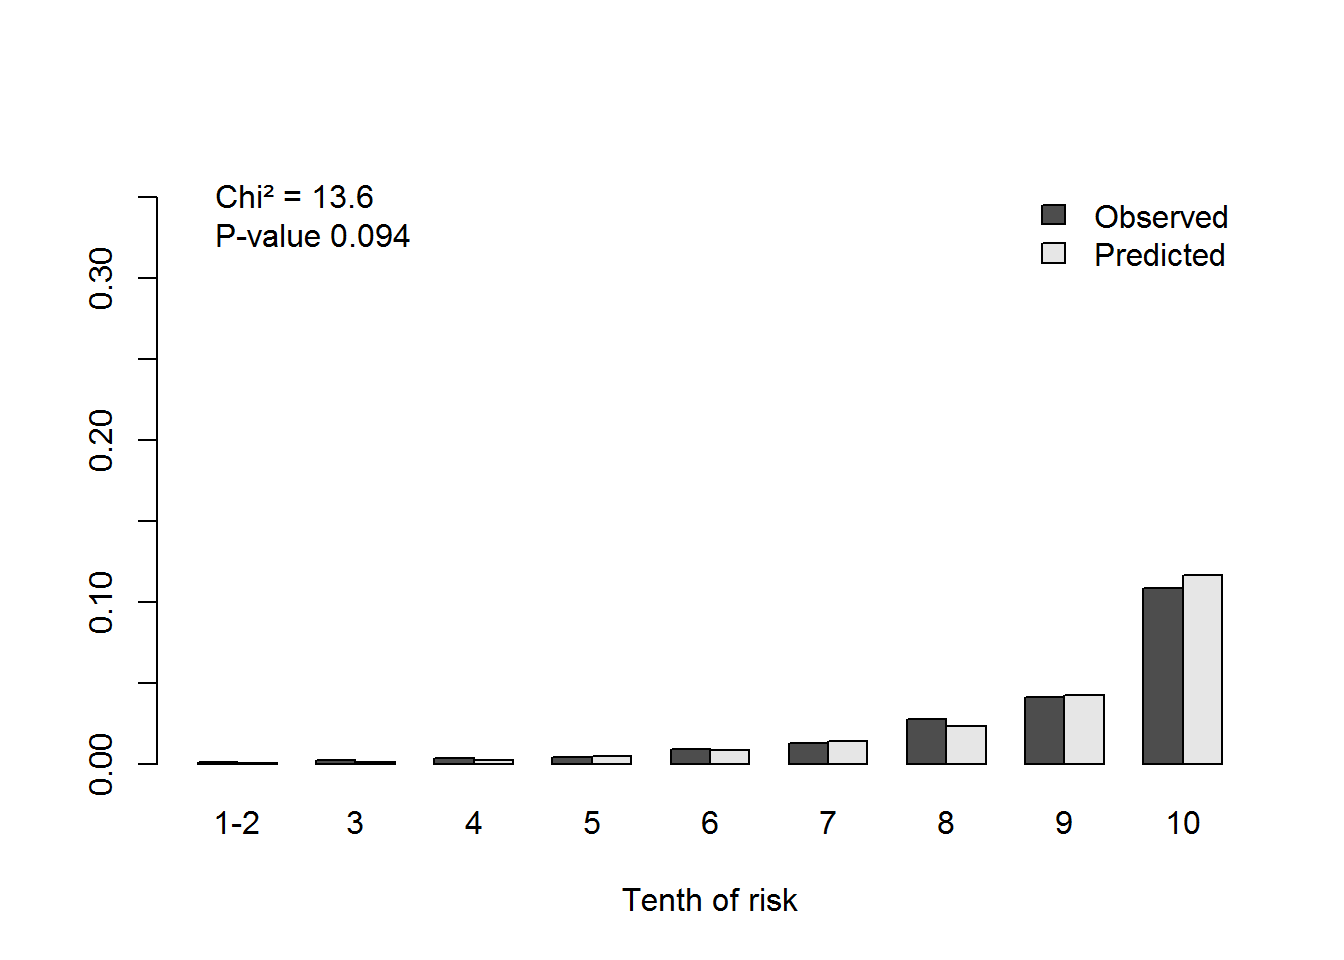 Chi² = 13.6
P-value 0.094
Observed
Predicted
0.30
0.20
0.10
0.00
1-2 3 4 5 6 7 8 9 10
Tenth of risk